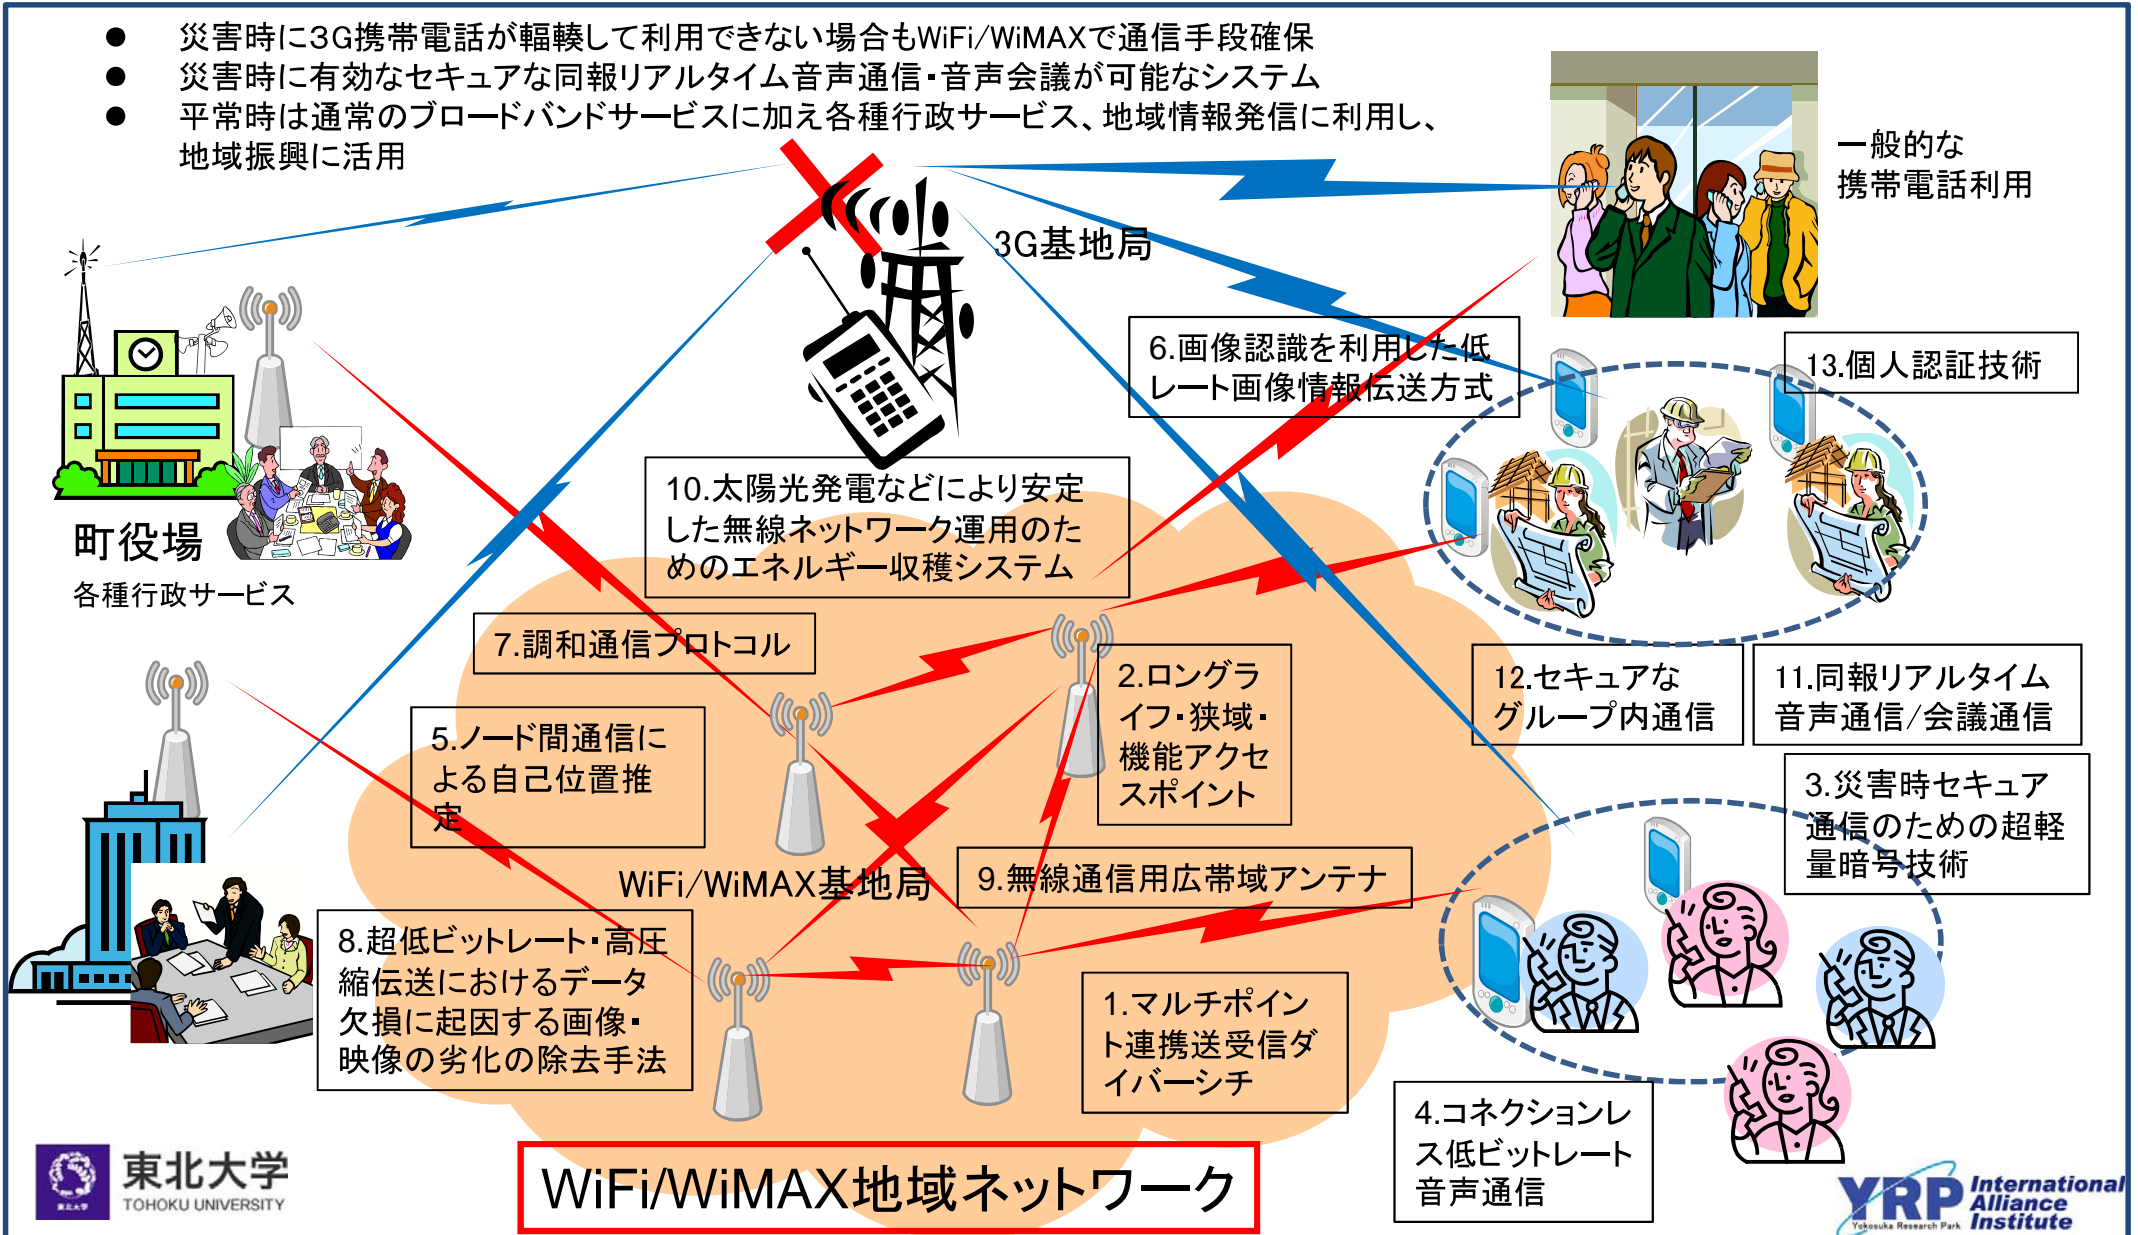 ● 災害時に3G携帯電話が輻輳して利用できない場合もWiFi/WiMAXで通信手段確保
● 災害時に有効なセキュアな同報リアルタイム音声通信・音声会議が可能なシステム
● 平常時は通常のブロードバンドサービスに加え各種行政サービス、地域情報発信に利用し、
地域振興に活用
一般的な
携帯電話利用
3G基地局
6.画像認識を利用した低
レート画像情報伝送方式
13.個人認証技術
10.太陽光発電などにより安定
した無線ネットワーク運用のた
めのエネルギー収穫システム
町役場
各種行政サービス
7.調和通信プロトコル
2.ロングラ
イフ・狭域・
機能アクセ
スポイント
12.セキュアな
グループ内通信
11.同報リアルタイム
音声通信/会議通信
5.ノード間通信に
よる自己位置推
定
3.災害時セキュア
通信のための超軽
量暗号技術
WiFi/WiMAX基地局
9.無線通信用広帯域アンテナ
8.超低ビットレート・高圧
縮伝送におけるデータ
欠損に起因する画像・
映像の劣化の除去手法
1.マルチポイン
ト連携送受信ダ
イバーシチ
4.コネクションレ
ス低ビットレート
音声通信
WiFi/WiMAX地域ネットワーク
東北大学
東北大学
TOHOKU UNIVERSITY
YRP
Yokosuka Research Park
International
Alliance
Institute